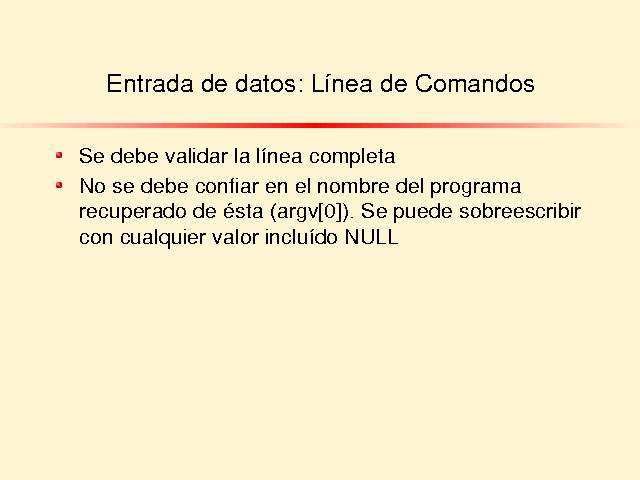 Entrada de datos: Línea de Comandos
Se debe validar la línea completa
No se debe confiar en el nombre del programa
recuperado de ésta (argv[0]). Se puede sobreescribir
con cualquier valor incluído NULL